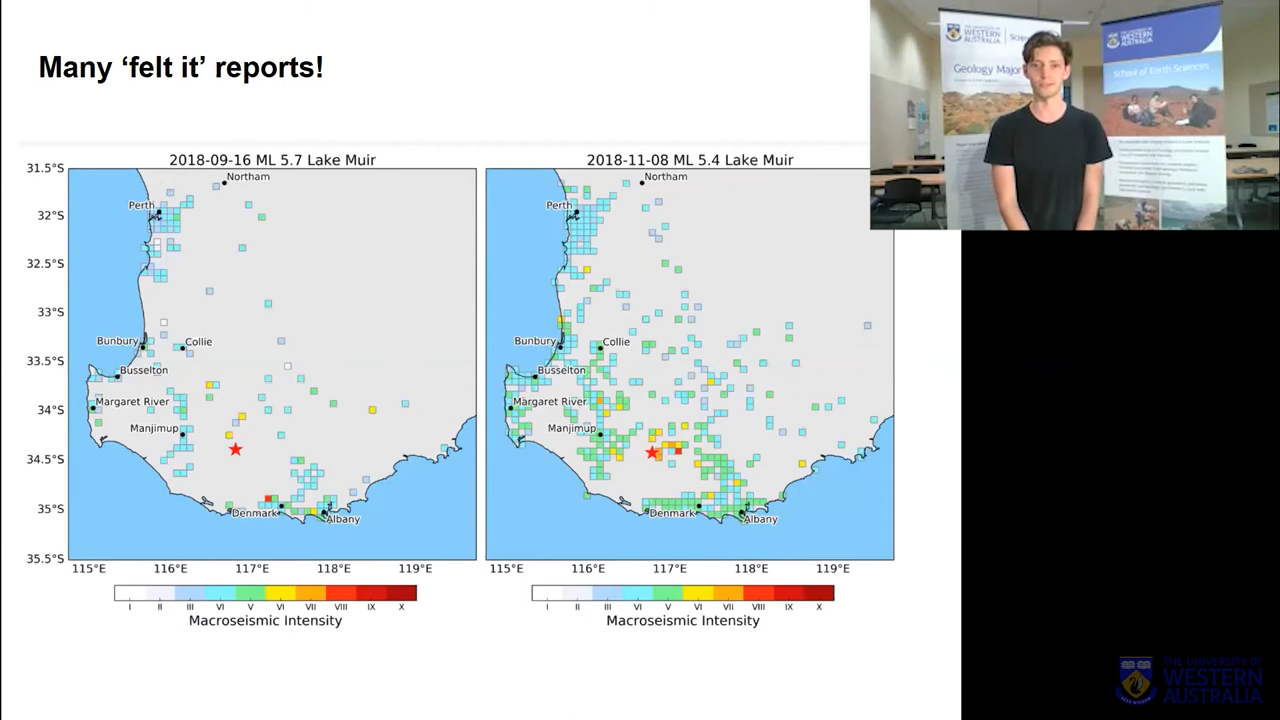 Many ‘felt it’ reports!
2018-09-16 ML 5.7 Lake Muir
31.5°S
32°S
32.5°S
33°S
33.5°S
34°S
34.5°S
35°S
35.5°S
Northam
Perth
Bunbury
Collie
Busselton
Margaret River
Manjimup
Denmark
Albany
115°E 116°E 117°E 118°E 119°E
I II III VI V VI VII VIII IX X
Macroseismic Intensity
2018-11-08 ML 5.4 Lake Muir
Northam
Perth
Bunbury
Collie
Busselton
Margaret River
Manjimup
Denmark
Albany
115°E 116°E 117°E 118°E 119°E
I II III VI V VI VII VIII IX X
Macroseismic Intensity
THE UNIVERSITY OF
WESTERN
AUSTRALIA
Geology Major
THE UNIVERSITY OF
WESTERN
AUSTRALIA
School of Earth Sciences
THE UNIVERSITY OF
WESTERN
AUSTRALIA